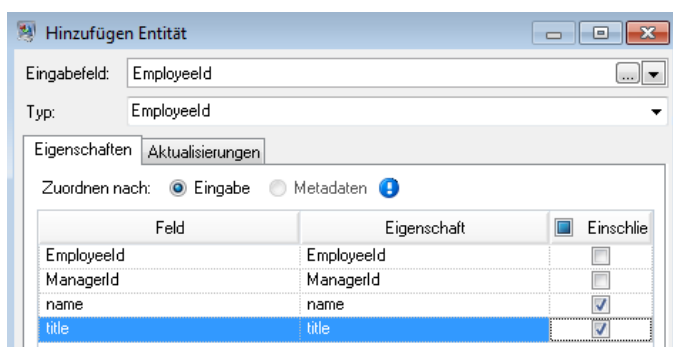 Hinzufügen Entität
Eingabefeld: EmployeeId ...
Typ: EmployeeId
Eigenschaften Aktualisierungen
Zuordnen nach: Eingabe Metadaten
Feld Eigenschaft Einschlie
EmployeeId EmployeeId
ManagerId ManagerId
name name
title title